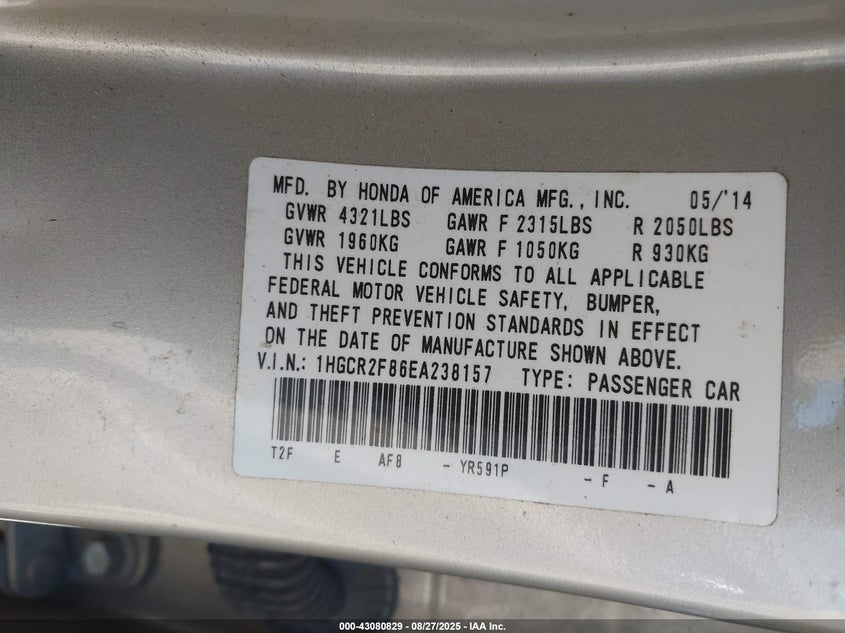 MFD. BY HONDA OF AMERICA MFG., INC. 05/'14
GVWR 4321LBS GAWR F 2315LBS R 2050LBS
GVWR 1960KG GAWR F 1050KG R 930KG
THIS VEHICLE CONFORMS TO ALL APPLICABLE
FEDERAL MOTOR VEHICLE SAFETY, BUMPER,
AND THEFT PREVENTION STANDARDS IN EFFECT
ON THE DATE OF MANUFACTURE SHOWN ABOVE.
V.I.N.: 1HGCR2F86EA238157 TYPE: PASSENGER CAR
T2F E AF8 - YR591P - F - A
000-43080829 - 08/27/2025 - IAA Inc.